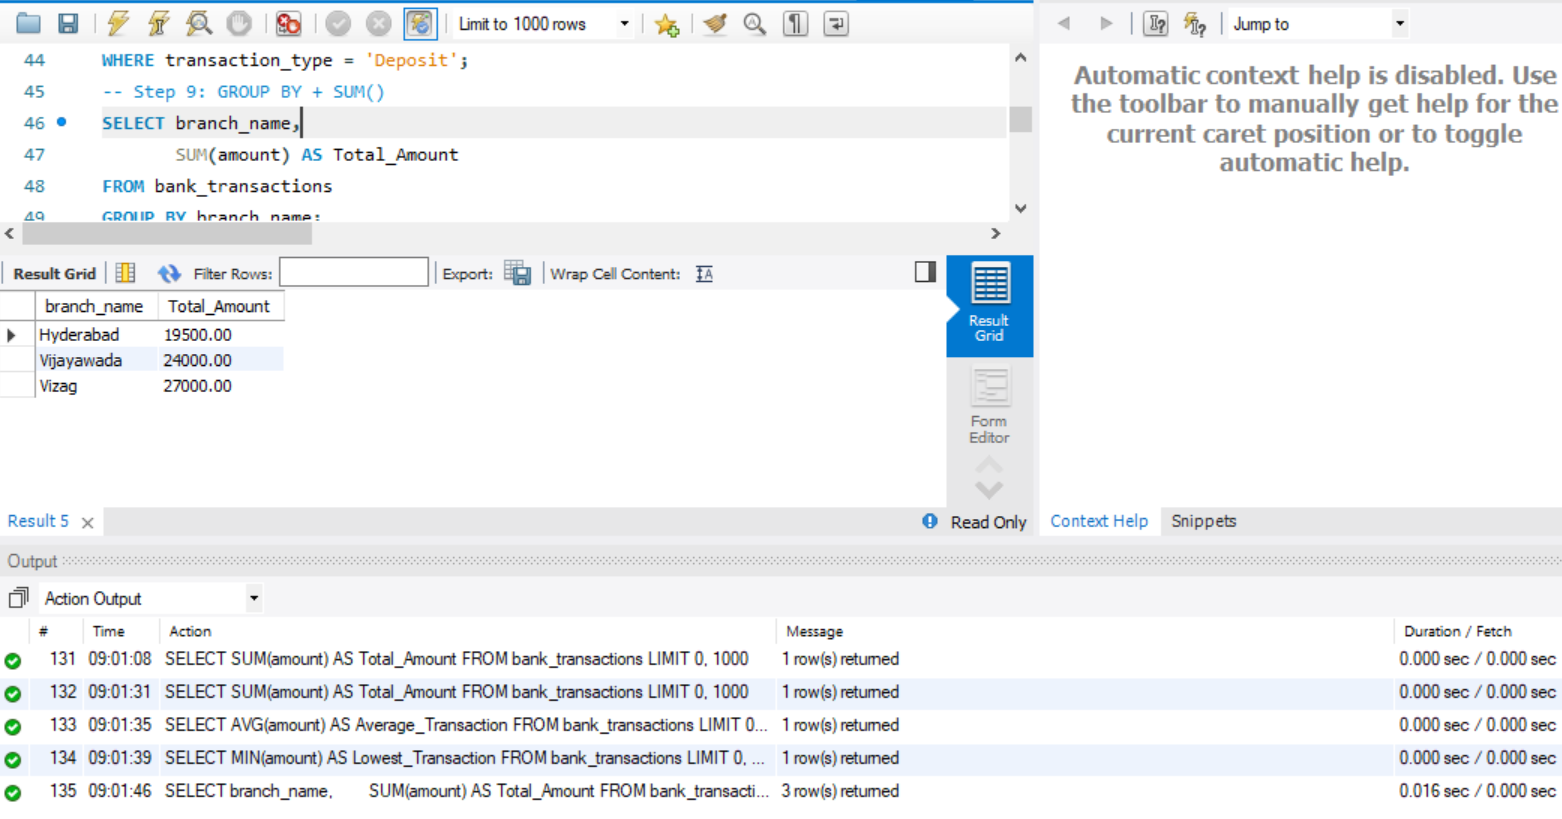 Limit to 1000 rows
Jump to
44 WHERE transaction_type = 'Deposit';
45 -- Step 9: GROUP BY + SUM()
46 SELECT branch_name,
47 SUM(amount) AS Total_Amount
48 FROM bank_transactions
49 GROUP BY branch_name;
Automatic context help is disabled. Use
the toolbar to manually get help for the
current caret position or to toggle
automatic help.
Result Grid Filter Rows: Export: Wrap Cell Content:
branch_name Total_Amount
Hyderabad 19500.00
Vijayawada 24000.00
Vizag 27000.00
Result
Grid
Form
Editor
Result 5 Read Only
Context Help Snippets
Output
Action Output
# Time Action Message Duration / Fetch
131 09:01:08 SELECT SUM(amount) AS Total_Amount FROM bank_transactions LIMIT 0, 1000 1 row(s) returned 0.000 sec / 0.000 sec
132 09:01:31 SELECT SUM(amount) AS Total_Amount FROM bank_transactions LIMIT 0, 1000 1 row(s) returned 0.000 sec / 0.000 sec
133 09:01:35 SELECT AVG(amount) AS Average_Transaction FROM bank_transactions LIMIT 0... 1 row(s) returned 0.000 sec / 0.000 sec
134 09:01:39 SELECT MIN(amount) AS Lowest_Transaction FROM bank_transactions LIMIT 0, ... 1 row(s) returned 0.000 sec / 0.000 sec
135 09:01:46 SELECT branch_name, SUM(amount) AS Total_Amount FROM bank_transacti... 3 row(s) returned 0.016 sec / 0.000 sec